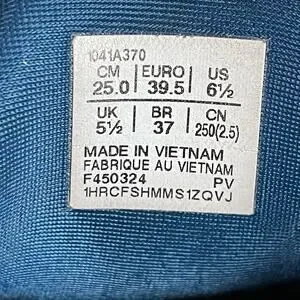 1041A370
CM EURO US
25.0 39.5 6½
UK BR CN
5½ 37 250(2.5)
MADE IN VIETNAM
FABRIQUE AU VIETNAM
F450324 PV
1HRCFSHMMS1ZQVJ